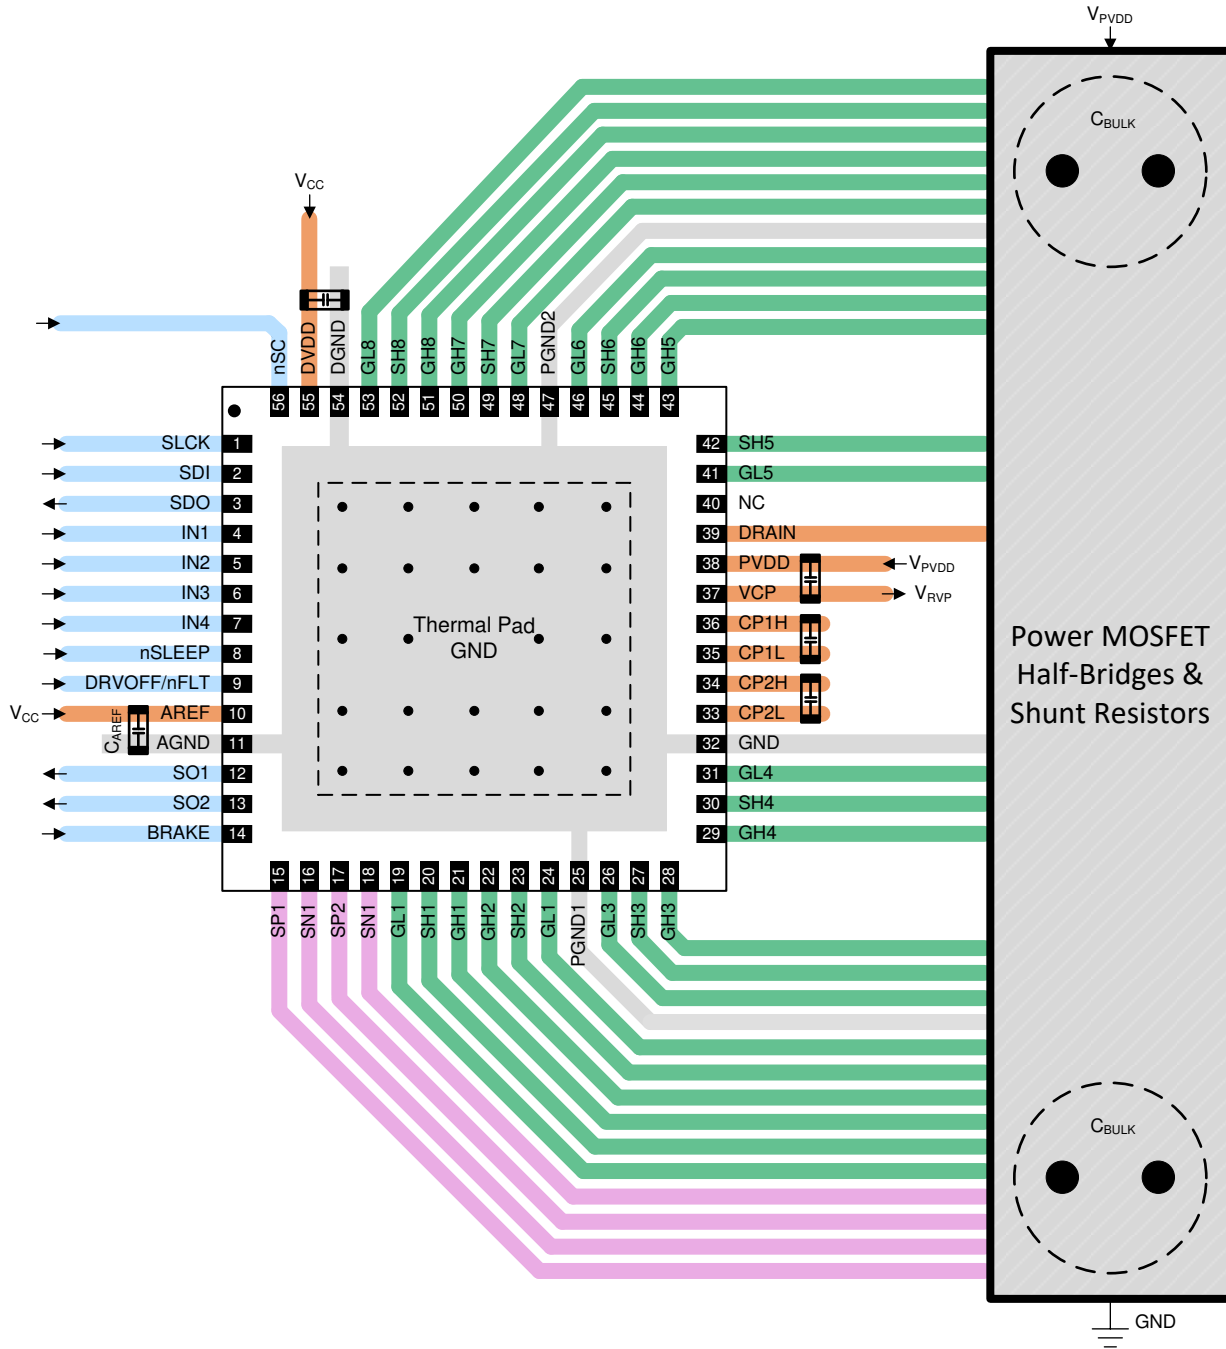 VPVDD
CBULK
VCC
nSC
DVDD
DGND
GL8
SH8
GH8
GH7
SH7
GL7
PGND2
GL6
SH6
GH6
GH5
56
55
54
53
52
51
50
49
48
47
46
45
44
43
SLCK 1
SDI 2
SDO 3
IN1 4
IN2 5
IN3 6
IN4 7
nSLEEP 8
DRVOFF/nFLT 9
VCC AREF 10
CAREF
AGND 11
SO1 12
SO2 13
BRAKE 14
Thermal Pad
GND
42 SH5
41 GL5
40 NC
39 DRAIN
38 PVDD VPVDD
37 VCP VRVP
36 CP1H
35 CP1L
34 CP2H
33 CP2L
32 GND
31 GL4
30 SH4
29 GH4
Power MOSFET
Half-Bridges &
Shunt Resistors
15
16
17
18
19
20
21
22
23
24
25
26
27
28
SP1
SN1
SP2
SN1
GL1
SH1
GH1
GH2
SH2
GL1
PGND1
GL3
SH3
GH3
CBULK
GND